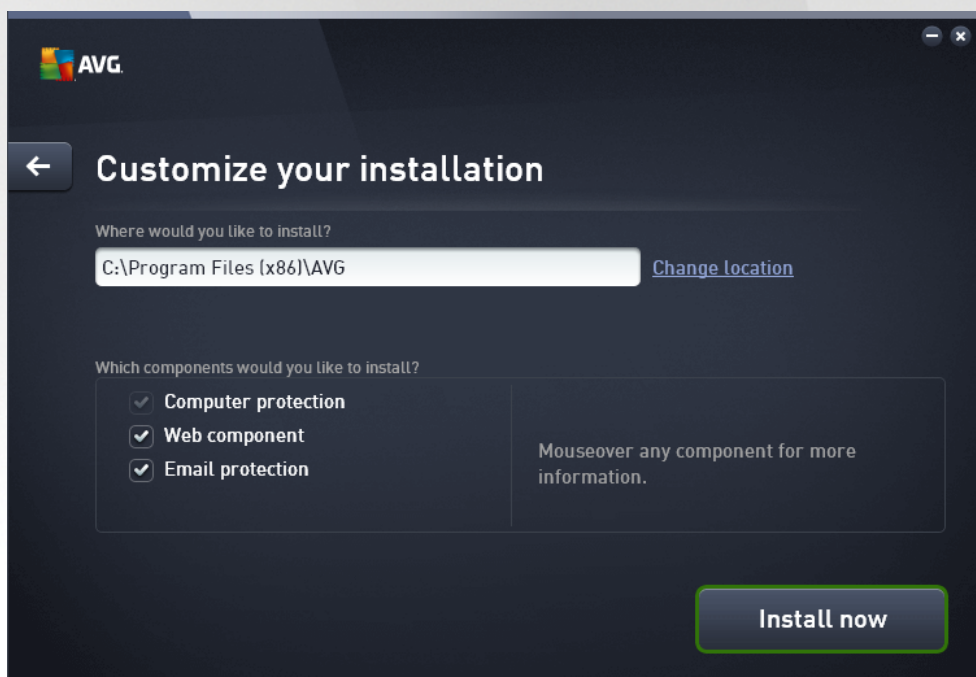 AVG.
Customize your installation
Where would you like to install?
C:\Program Files (x86)\AVG
Change location
Which components would you like to install?
Computer protection
Web component
Email protection
Mouseover any component for more
information.
Install now